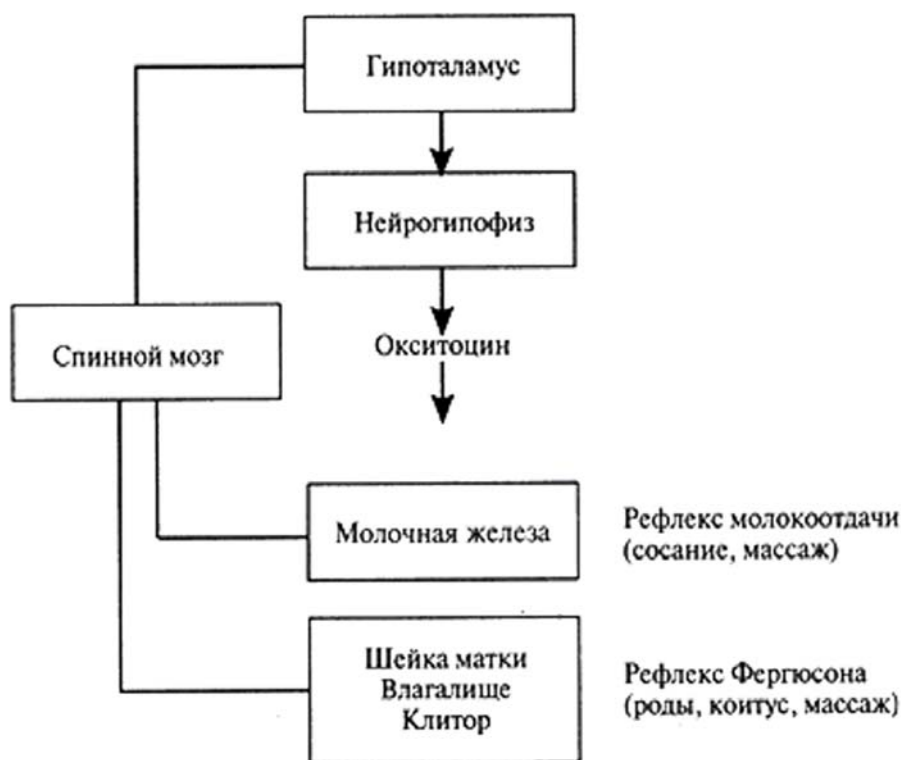 Гипоталамус
Нейрогипофиз
Окситоцин
Спинной мозг
Молочная железа
Рефлекс молокоотдачи
(сосание, массаж)
Шейка матки
Влагалище
Клитор
Рефлекс Фергюсона
(роды, коитус, массаж)